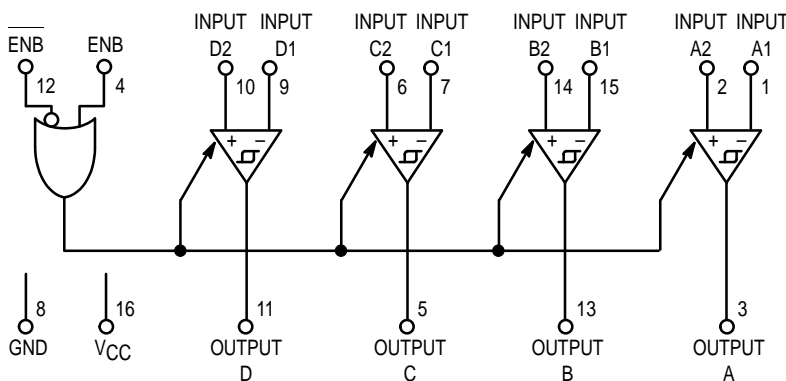 INPUT INPUT INPUT INPUT INPUT INPUT INPUT INPUT
ENB ENB D2 D1 C2 C1 B2 B1 A2 A1
12 4 10 9 6 7 14 15 2 1
+ − + − + − + −
8 16 11 5 13 3
GND VCC OUTPUT OUTPUT OUTPUT OUTPUT
D C B A